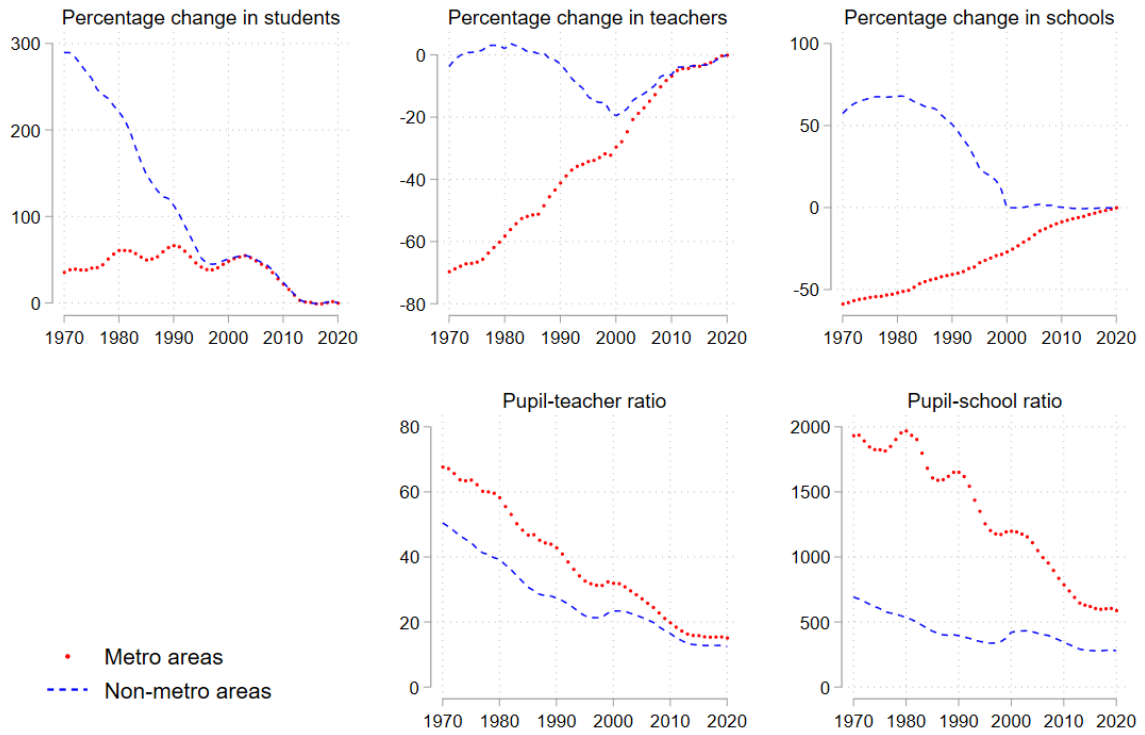 Percentage change in students
300
200
100
0
1970 1980 1990 2000 2010 2020
Percentage change in teachers
0
-20
-40
-60
-80
1970 1980 1990 2000 2010 2020
Percentage change in schools
100
50
0
-50
1970 1980 1990 2000 2010 2020
Pupil-teacher ratio
80
60
40
20
0
1970 1980 1990 2000 2010 2020
Pupil-school ratio
2000
1500
1000
500
0
1970 1980 1990 2000 2010 2020
Metro areas
Non-metro areas